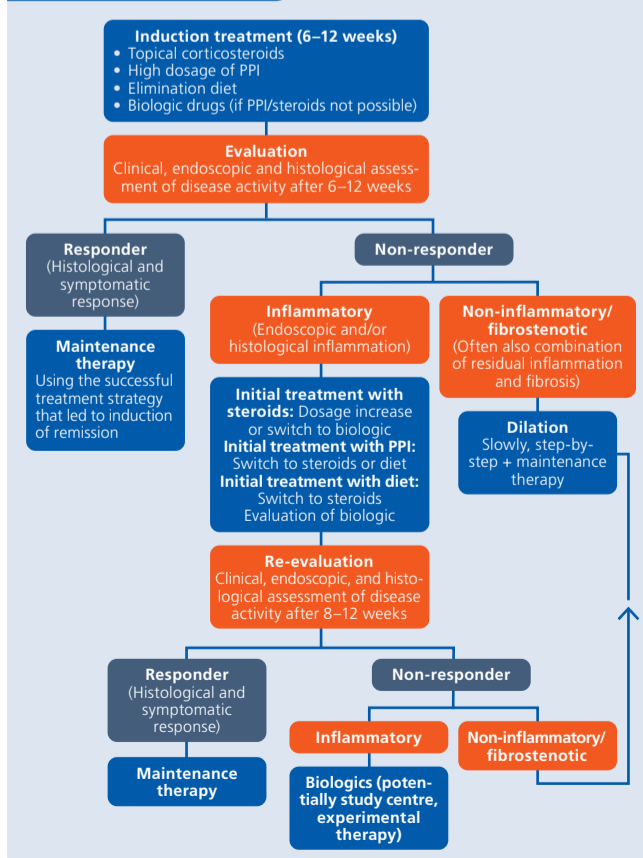 Induction treatment (6–12 weeks)
• Topical corticosteroids
• High dosage of PPI
• Elimination diet
• Biologic drugs (if PPI/steroids not possible)
Evaluation
Clinical, endoscopic and histological assess-
ment of disease activity after 6–12 weeks
Responder
(Histological and
symptomatic
response)
Non-responder
Maintenance
therapy
Using the successful
treatment strategy
that led to induction
of remission
Inflammatory
(Endoscopic and/or
histological inflammation)
Non-inflammatory/
fibrostenotic
(Often also combination
of residual inflammation
and fibrosis)
Initial treatment with
steroids: Dosage increase
or switch to biologic
Initial treatment with PPI:
Switch to steroids or diet
Initial treatment with diet:
Switch to steroids
Evaluation of biologic
Dilation
Slowly, step-by-
step + maintenance
therapy
Re-evaluation
Clinical, endoscopic, and histo-
logical assessment of disease
activity after 8–12 weeks
Responder
(Histological and
symptomatic
response)
Non-responder
Maintenance
therapy
Inflammatory
Non-inflammatory/
fibrostenotic
Biologics (poten-
tially study centre,
experimental
therapy)